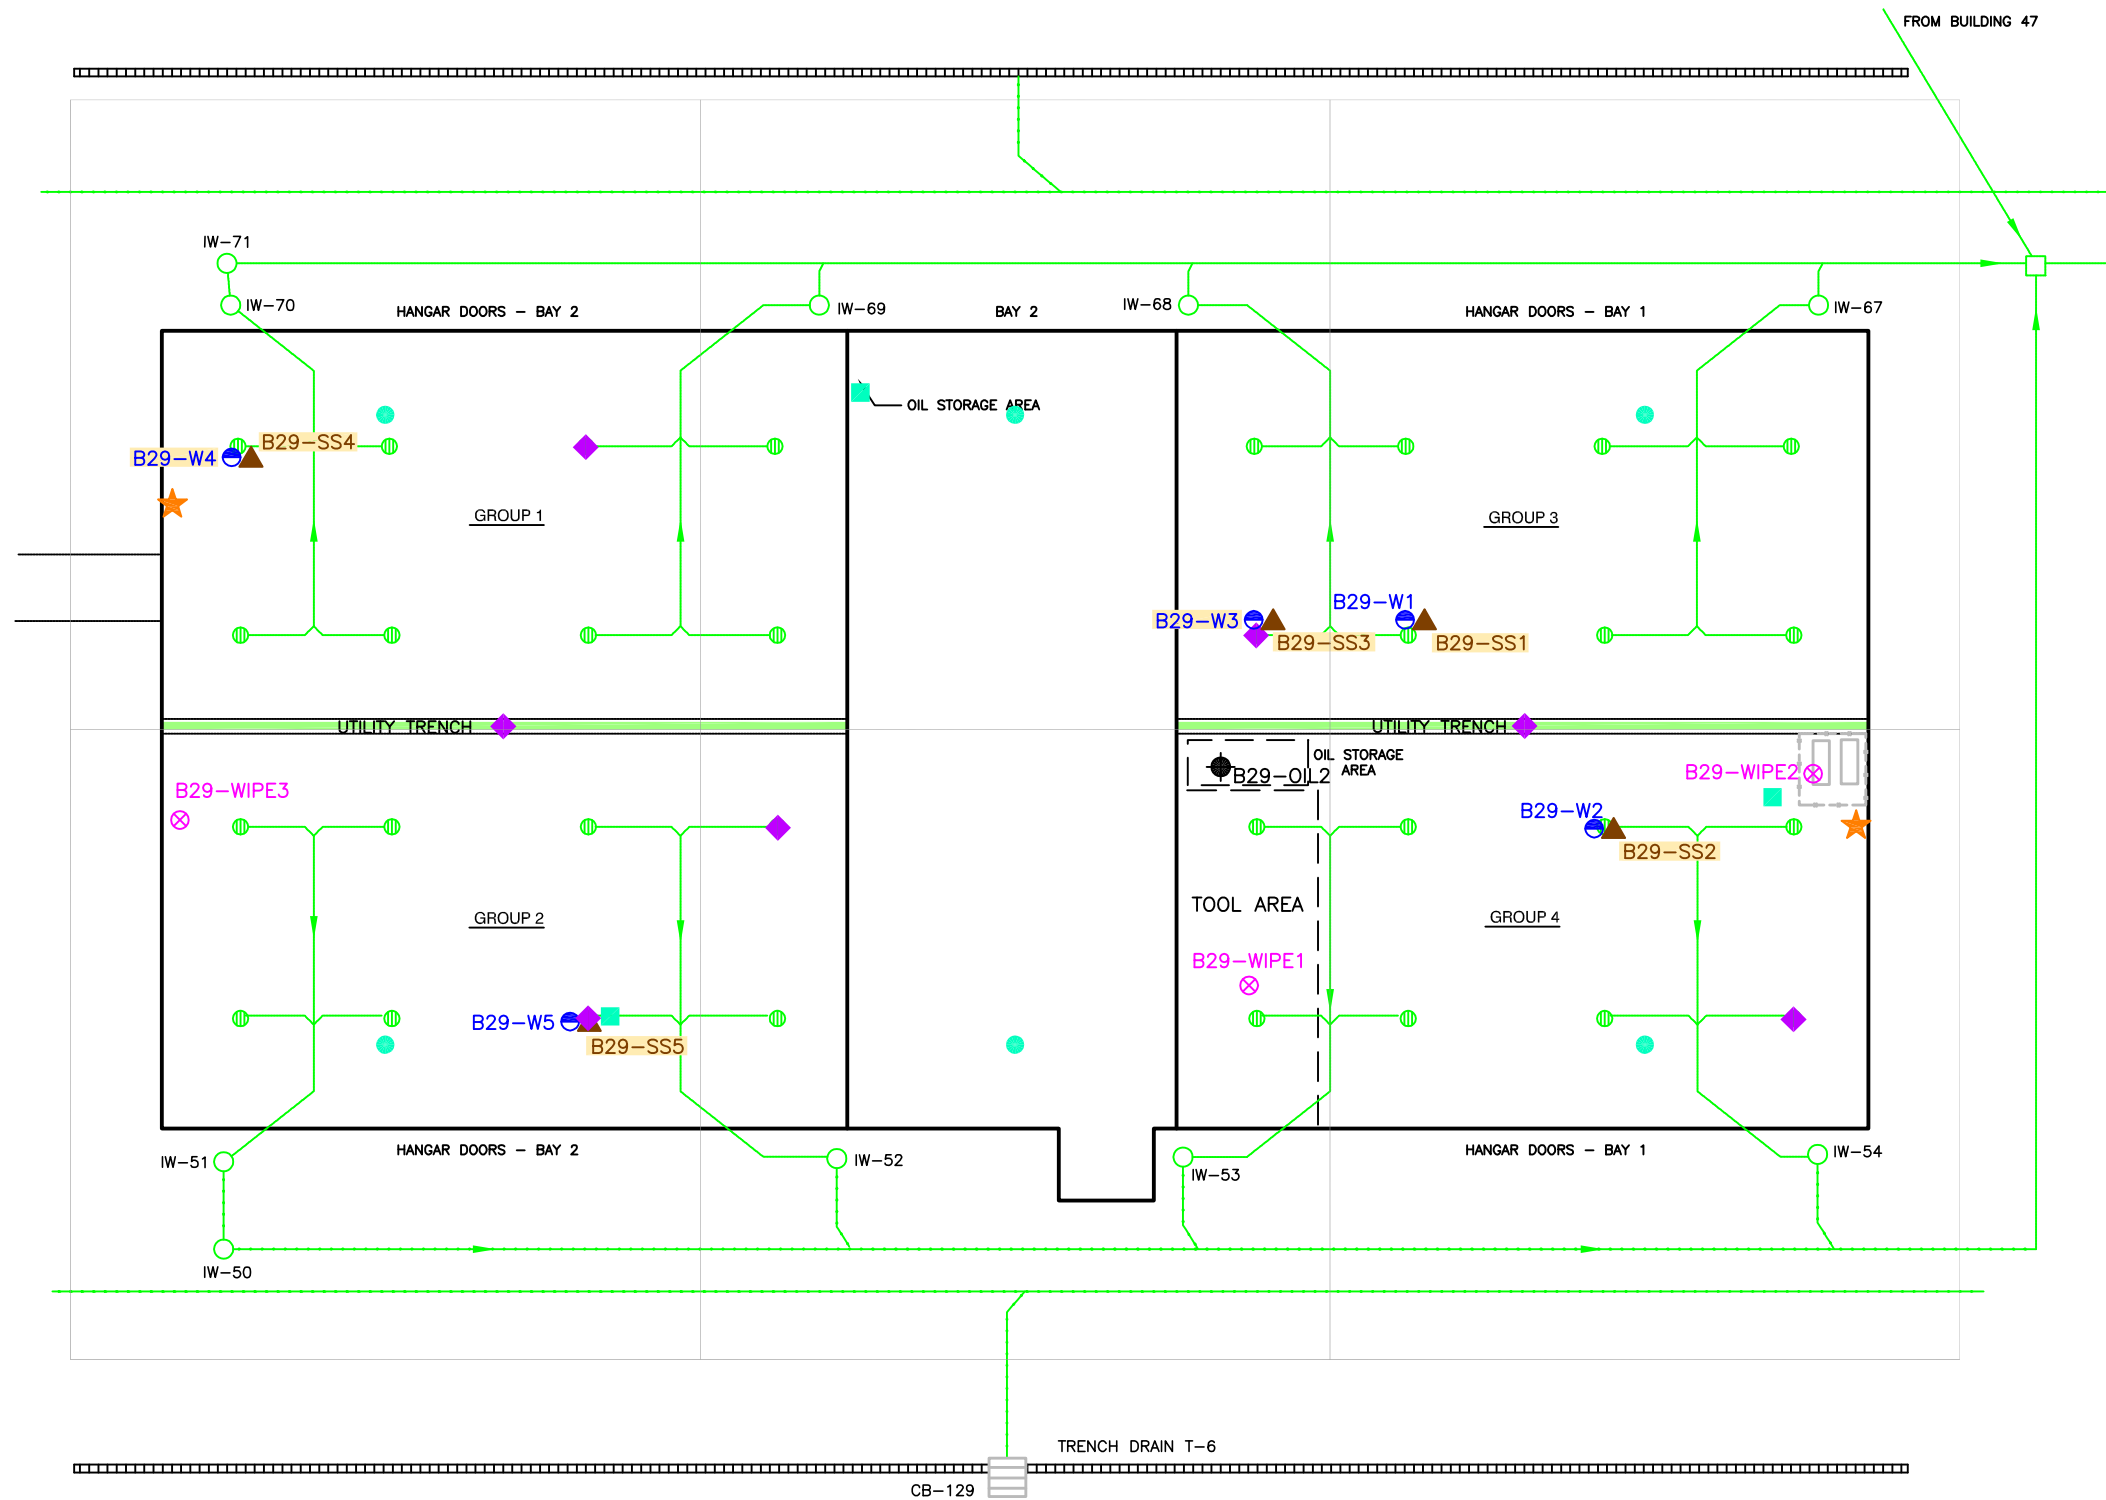 FROM BUILDING 47
IW-71
IW-70
HANGAR DOORS - BAY 2
IW-69
BAY 2
IW-68
HANGAR DOORS - BAY 1
IW-67
OIL STORAGE AREA
B29-SS4
B29-W4
GROUP 1
GROUP 3
B29-W1
B29-W3
B29-SS3
B29-SS1
UTILITY TRENCH
UTILITY TRENCH
OIL STORAGE
AREA
B29-OIL2
B29-WIPE2
B29-WIPE3
B29-W2
B29-SS2
TOOL AREA
GROUP 2
GROUP 4
B29-WIPE1
B29-W5
B29-SS5
HANGAR DOORS - BAY 2
HANGAR DOORS - BAY 1
IW-51
IW-52
IW-53
IW-54
IW-50
TRENCH DRAIN T-6
CB-129